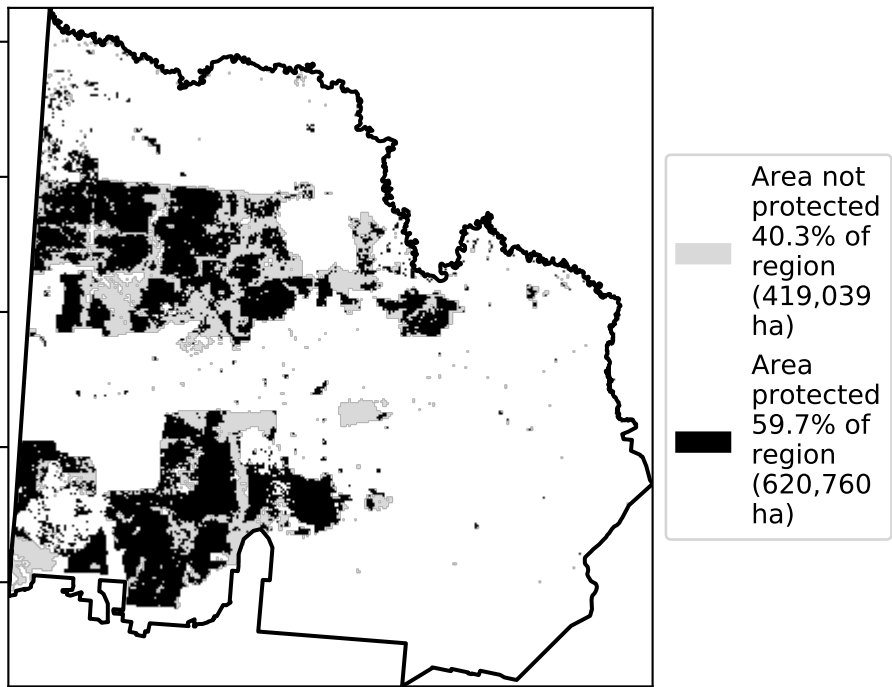 Area not
protected
40.3% of
region
(419,039
ha)
Area
protected
59.7% of
region
(620,760
ha)